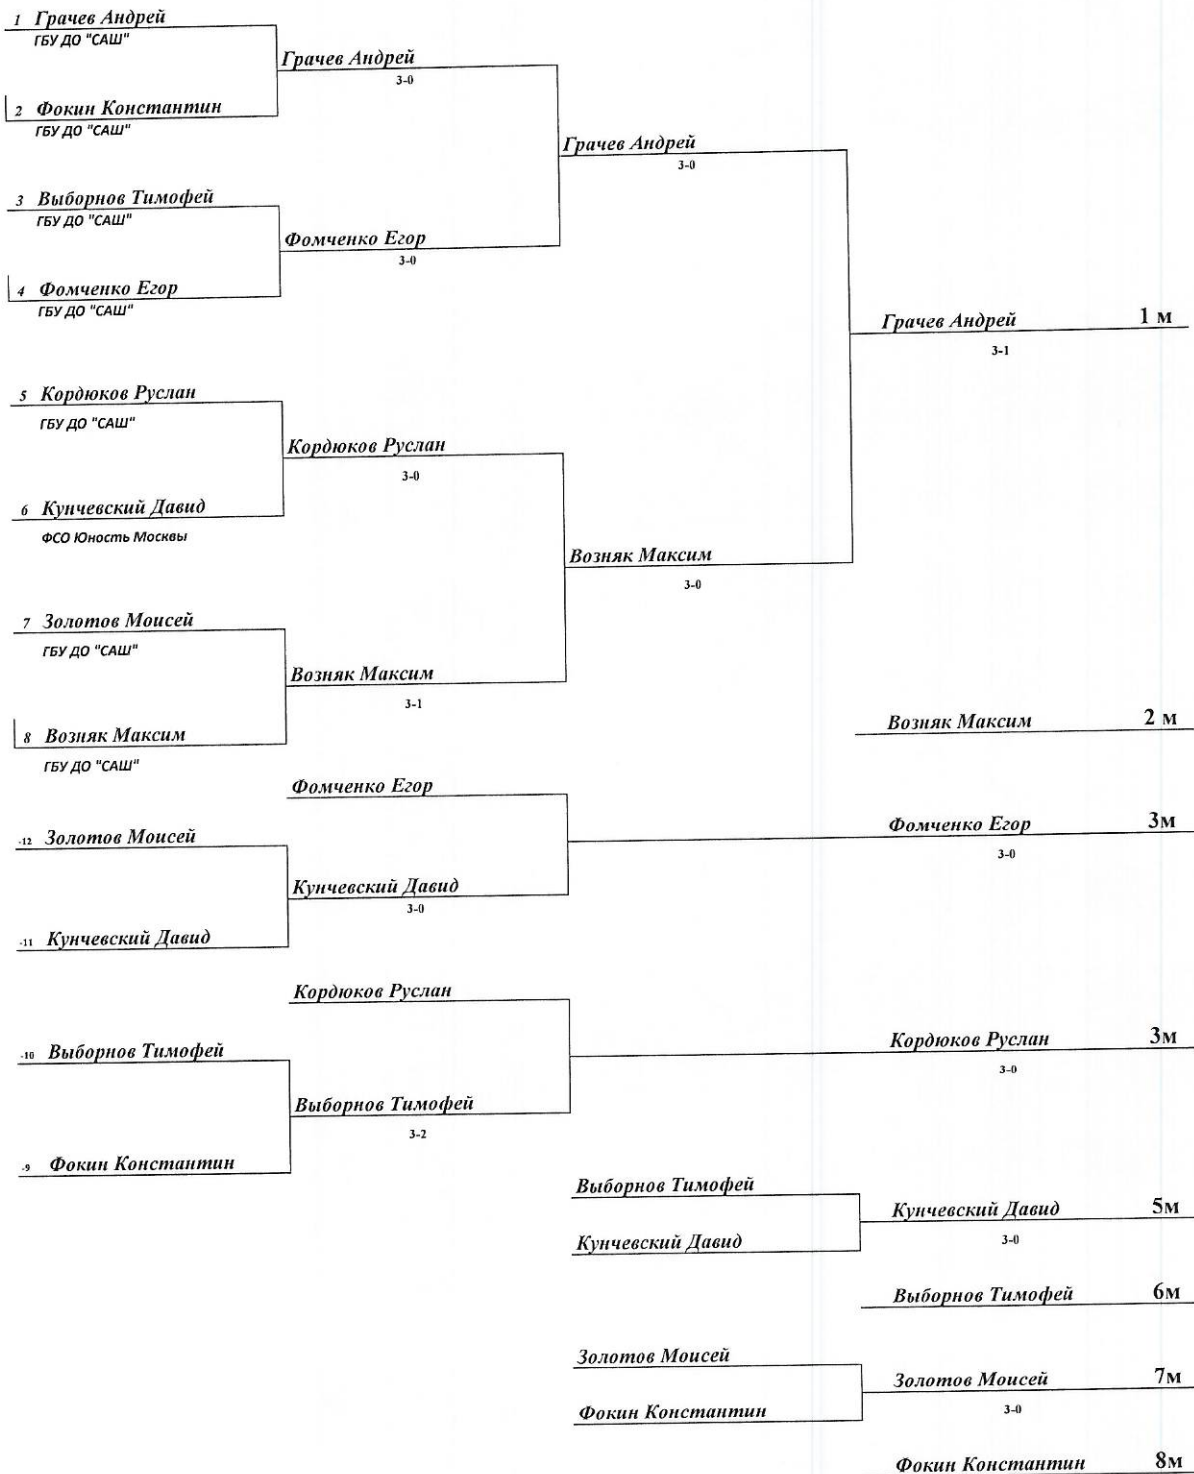 1 Грачев Андрей
ГБУ ДО "САШ"
Грачев Андрей
3-0
2 Фокин Константин
ГБУ ДО "САШ"
Грачев Андрей
3-0
3 Выборнов Тимофей
ГБУ ДО "САШ"
Фомченко Егор
3-0
4 Фомченко Егор
ГБУ ДО "САШ"
Грачев Андрей 1 м
3-1
5 Кордюков Руслан
ГБУ ДО "САШ"
Кордюков Руслан
3-0
6 Кунчевский Давид
ФСО Юность Москвы
Возняк Максим
3-0
7 Золотов Моисей
ГБУ ДО "САШ"
Возняк Максим
3-1
8 Возняк Максим
ГБУ ДО "САШ"
Возняк Максим 2 м
Фомченко Егор
-12 Золотов Моисей
Фомченко Егор 3м
3-0
Кунчевский Давид
3-0
-11 Кунчевский Давид
Кордюков Руслан
-10 Выборнов Тимофей
Кордюков Руслан 3м
3-0
Выборнов Тимофей
3-2
-9 Фокин Константин
Выборнов Тимофей
Кунчевский Давид 5м
3-0
Кунчевский Давид
Выборнов Тимофей 6м
Золотов Моисей
Золотов Моисей 7м
3-0
Фокин Константин
Фокин Константин 8м